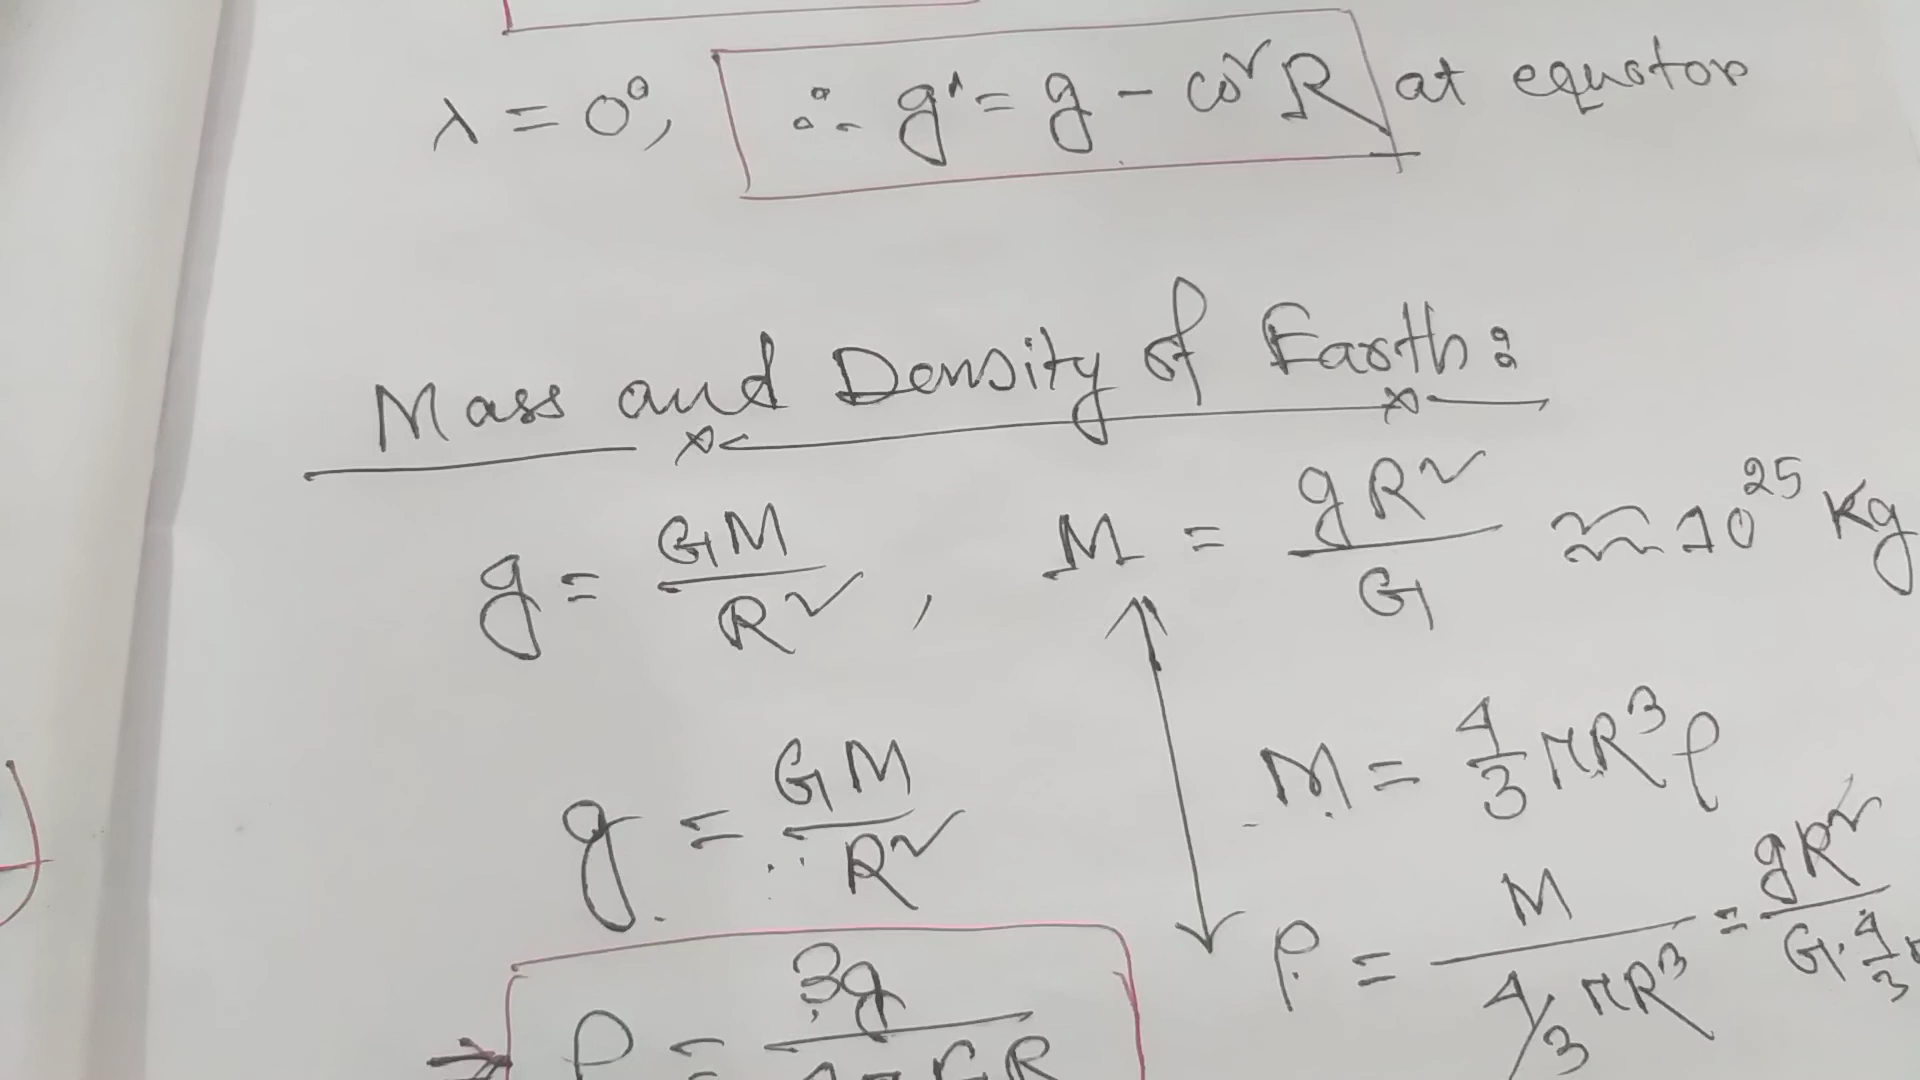 λ = 0°, ∴ g' = g - ω²R at equator
Mass and Density of Earth:
g = GM/R², M = gR²/G ≈ 10²⁵ Kg
g = GM/R²
M = 4/3 πR³ρ
ρ = M / 4/3 πR³ = gR² / G. 4/3
ρ = 3g